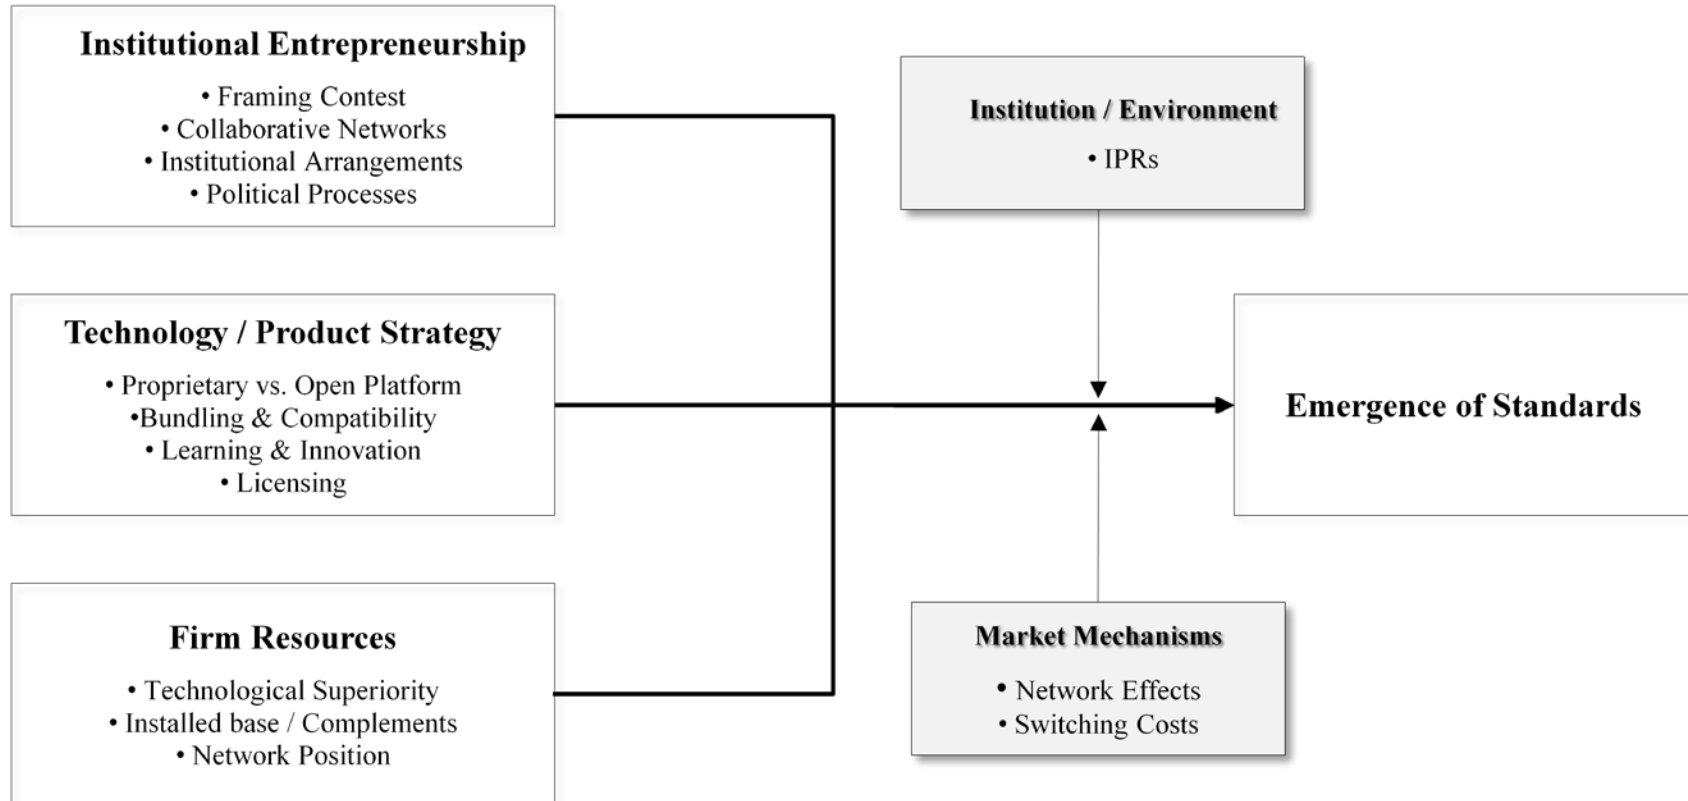 Institutional Entrepreneurship
• Framing Contest
• Collaborative Networks
• Institutional Arrangements
• Political Processes
Technology / Product Strategy
• Proprietary vs. Open Platform
•Bundling & Compatibility
• Learning & Innovation
• Licensing
Firm Resources
• Technological Superiority
• Installed base / Complements
• Network Position
Institution / Environment
• IPRs
Market Mechanisms
• Network Effects
• Switching Costs
Emergence of Standards